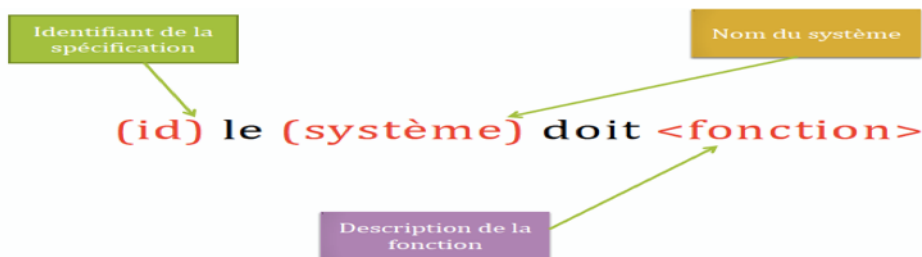 Identifiant de la
spécification
Nom du système
(id) le (système) doit <fonction>
Description de la
fonction